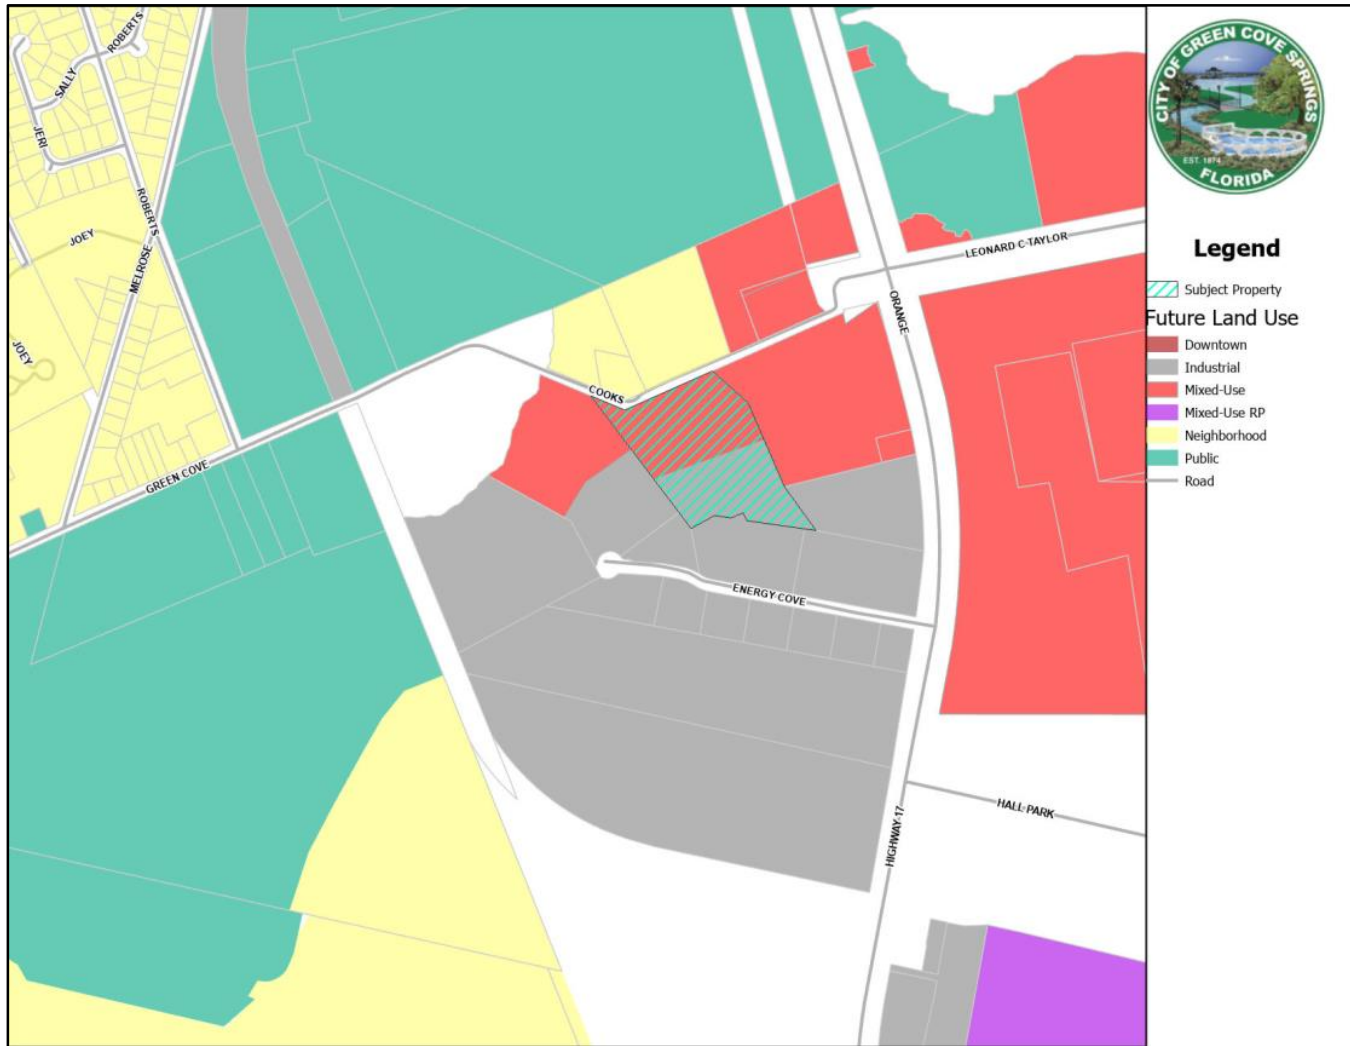 ROBERTS
SALLY
JERI
ROBERTS
JOEY
MELROSE
JOEY
GREEN COVE
COOKS
LEONARD C TAYLOR
ORANGE
ENERGY COVE
HIGHWAY 17
HALL PARK
CITY OF GREEN COVE SPRINGS
EST. 1874
FLORIDA
Legend
Subject Property
Future Land Use
Downtown
Industrial
Mixed-Use
Mixed-Use RP
Neighborhood
Public
Road